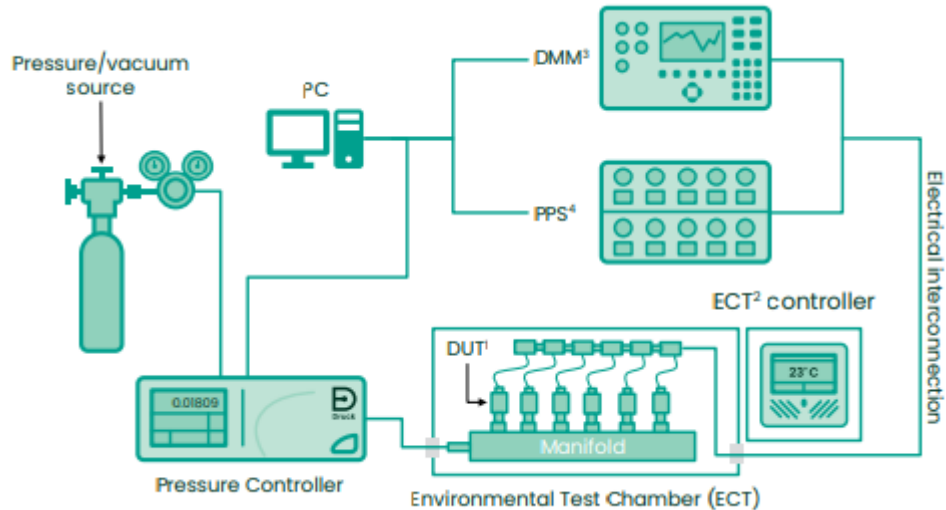 Pressure/vacuum
source
PC
DMM³
PPS⁴
Electrical interconnection
ECT² controller
23°C
DUT¹
0.01809
Druck
Manifold
Pressure Controller
Environmental Test Chamber (ECT)